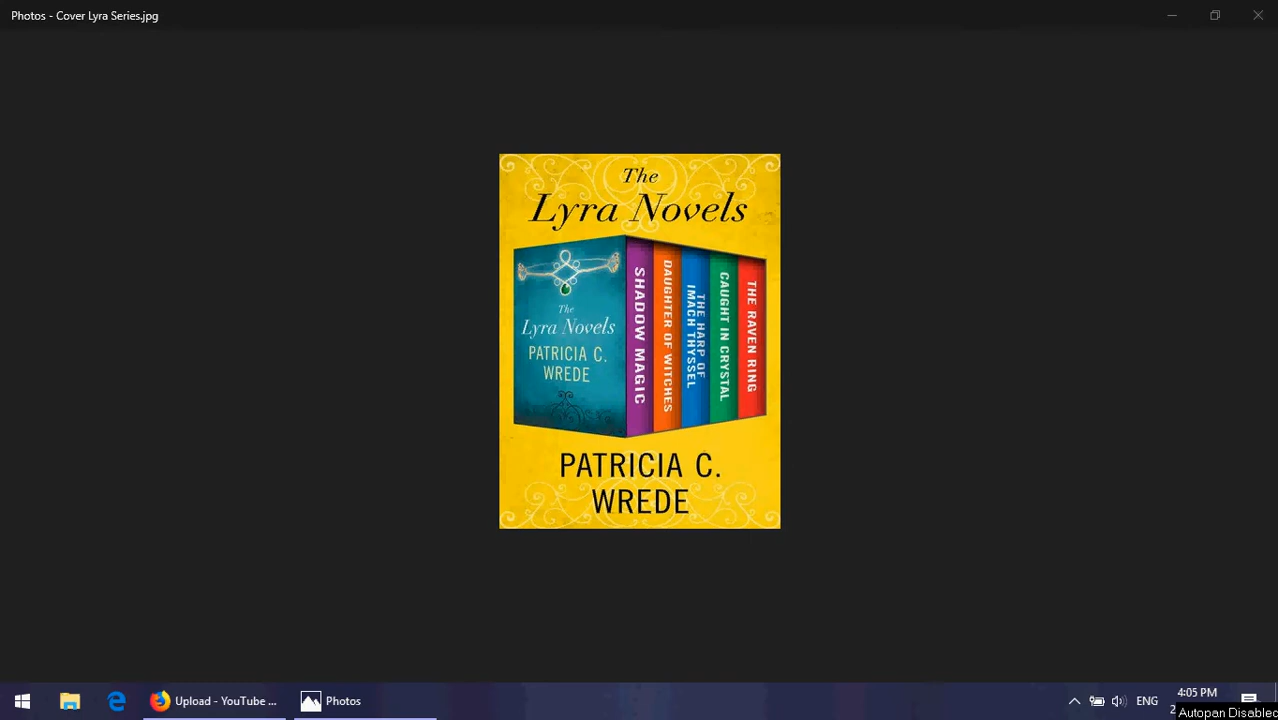 Photos - Cover Lyra Series.jpg
The
Lyra Novels
The
Lyra Novels
PATRICIA C.
WREDE
SHADOW MAGIC
DAUGHTER OF WITCHES
THE HARP OF
IMACH THYSSEL
CAUGHT IN CRYSTAL
THE RAVEN RING
PATRICIA C.
WREDE
Upload - YouTube ...
Photos
ENG
4:05 PM
2
Autopan Disabled